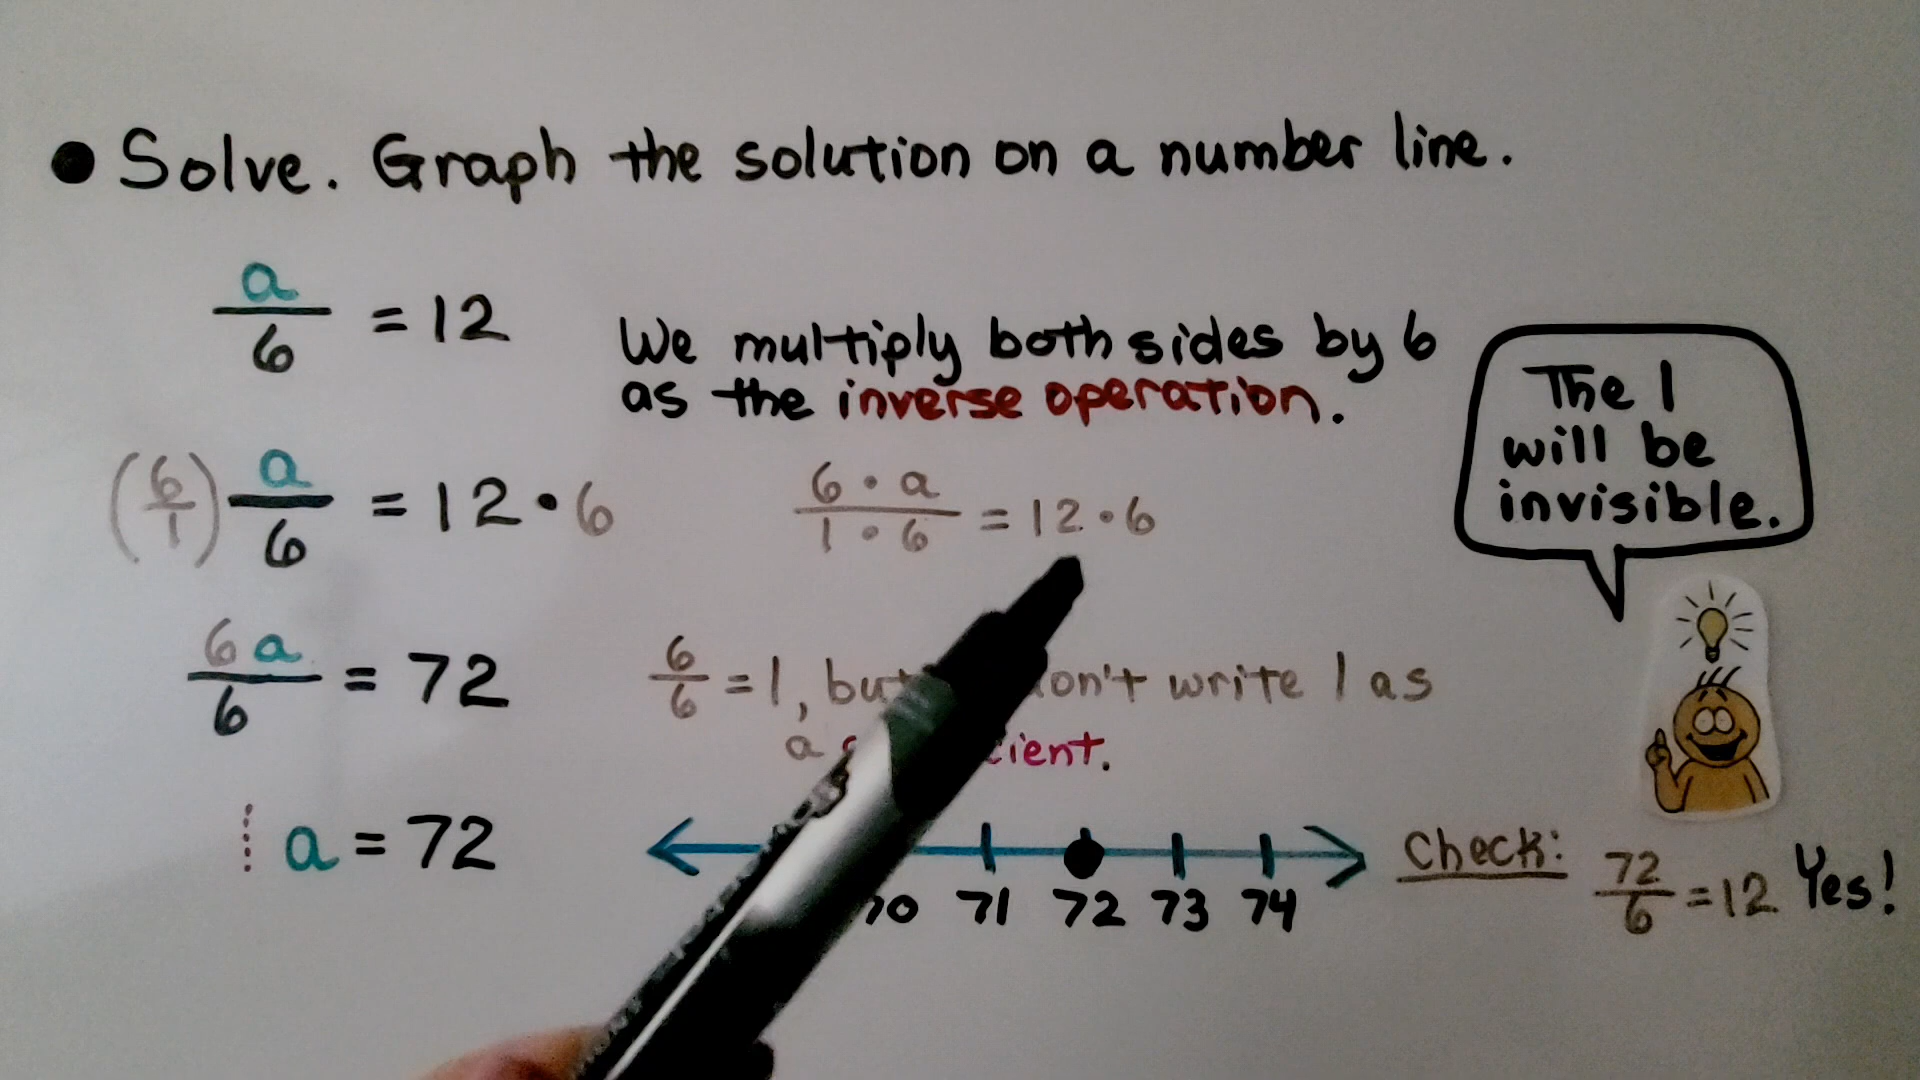 • Solve. Graph the solution on a number line.
a/6 = 12
We multiply both sides by 6
as the inverse operation.
The 1
will be
invisible.
(6/1) a/6 = 12 • 6
6 • a / 1 • 6 = 12 • 6
6a/6 = 72
6/6 = 1, but don't write 1 as
a
a = 72
71 72 73 74
Check: 72/6 = 12 Yes!